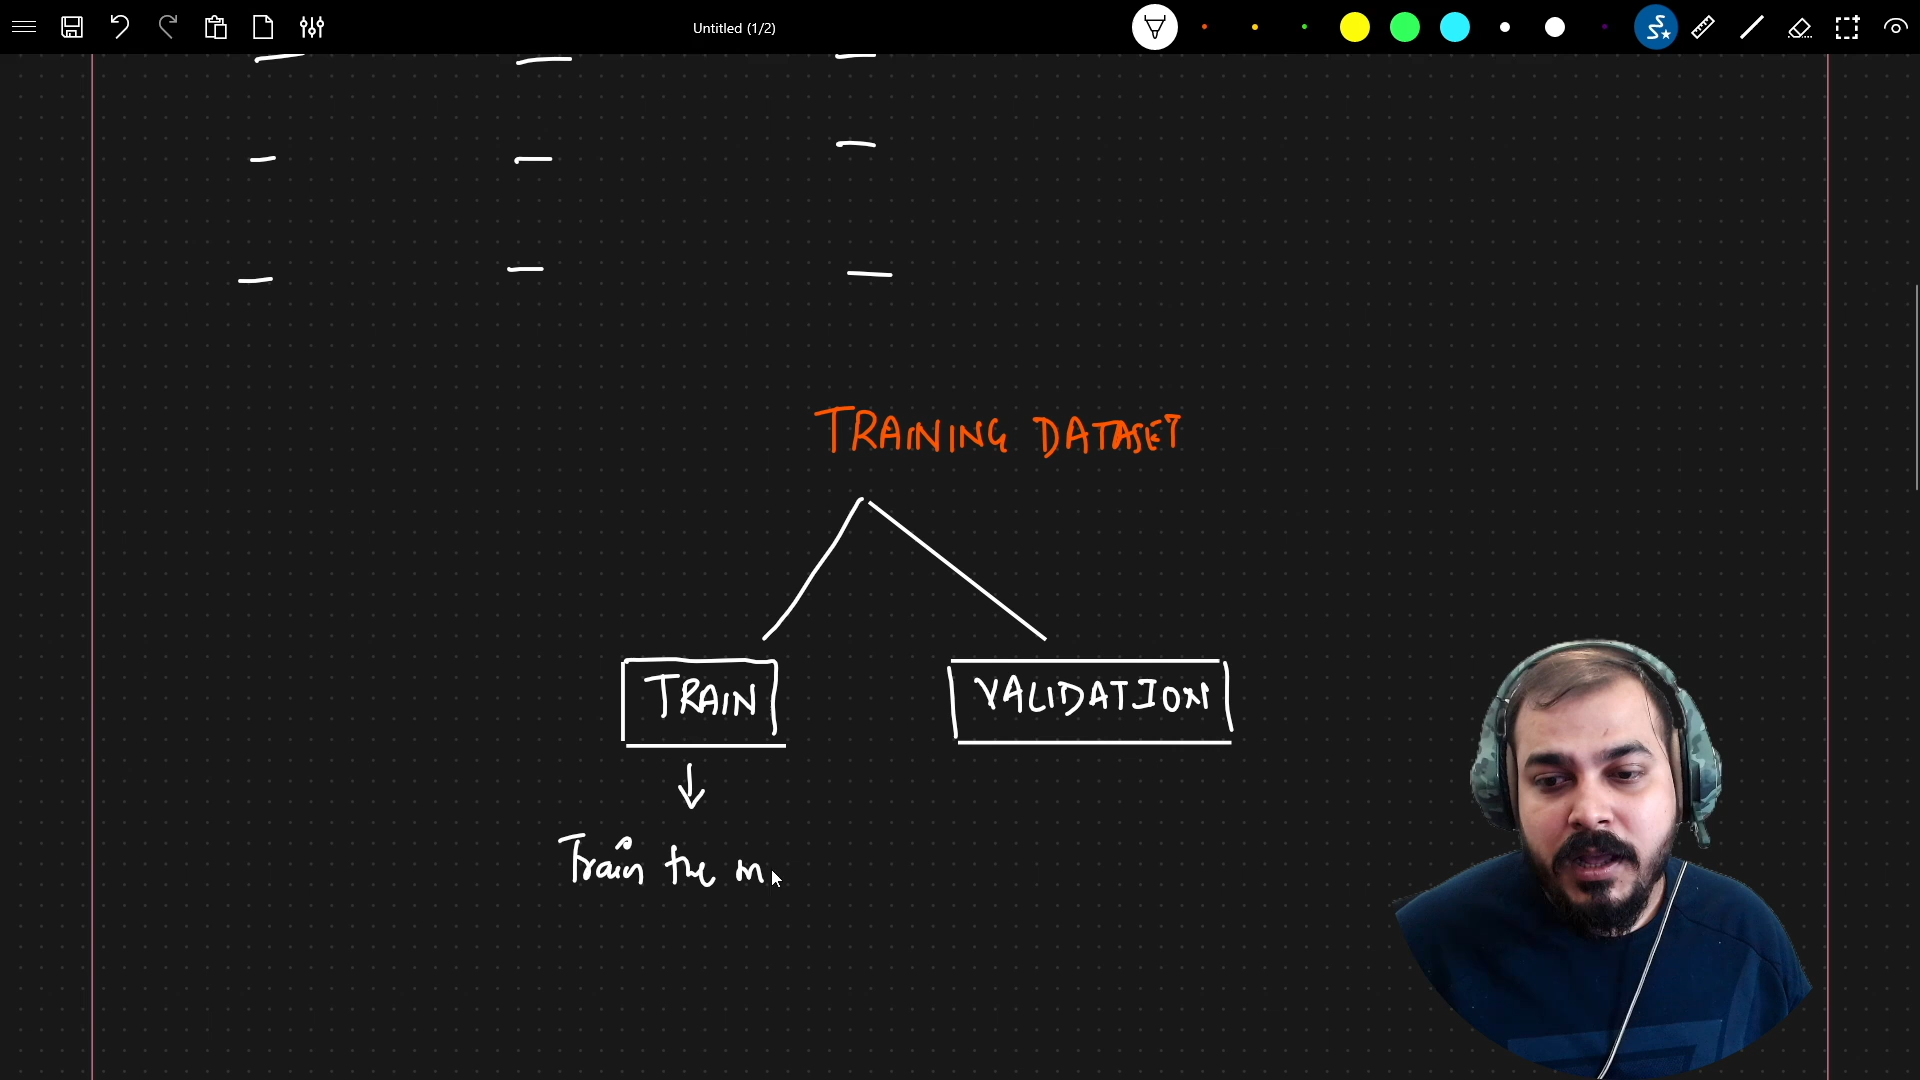 Untitled (1/2)
TRAINING DATASET
TRAIN VALIDATION
Train the m